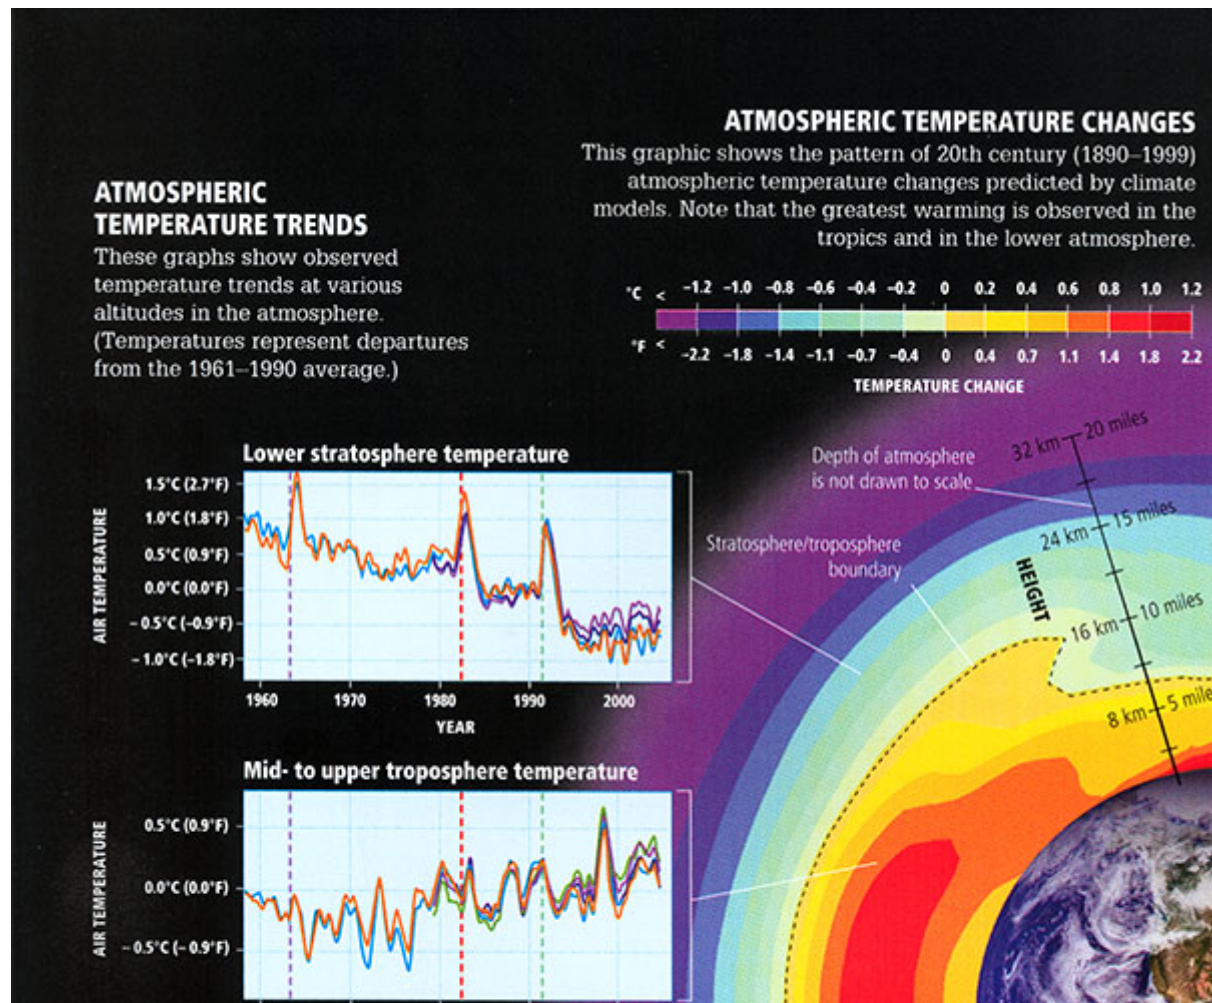 ATMOSPHERIC TEMPERATURE CHANGES
This graphic shows the pattern of 20th century (1890–1999)
atmospheric temperature changes predicted by climate
models. Note that the greatest warming is observed in the
tropics and in the lower atmosphere.
ATMOSPHERIC
TEMPERATURE TRENDS
These graphs show observed
temperature trends at various
altitudes in the atmosphere.
(Temperatures represent departures
from the 1961–1990 average.)
°C < −1.2 −1.0 −0.8 −0.6 −0.4 −0.2 0 0.2 0.4 0.6 0.8 1.0 1.2
°F < −2.2 −1.8 −1.4 −1.1 −0.7 −0.4 0 0.4 0.7 1.1 1.4 1.8 2.2
TEMPERATURE CHANGE
32 km 20 miles
Depth of atmosphere
is not drawn to scale
24 km 15 miles
Stratosphere/troposphere
boundary
HEIGHT
16 km 10 miles
8 km 5 mile
Lower stratosphere temperature
AIR TEMPERATURE
1.5°C (2.7°F)
1.0°C (1.8°F)
0.5°C (0.9°F)
0.0°C (0.0°F)
−0.5°C (−0.9°F)
−1.0°C (−1.8°F)
1960 1970 1980 1990 2000
YEAR
Mid- to upper troposphere temperature
AIR TEMPERATURE
0.5°C (0.9°F)
0.0°C (0.0°F)
−0.5°C (−0.9°F)